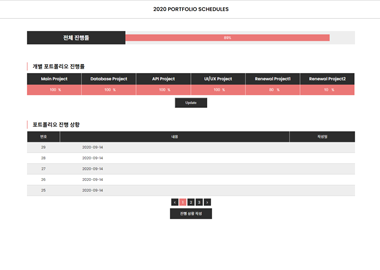 2020 PORTFOLIO SCHEDULES
전체 진행률
개별 포트폴리오 진행률
Main Project Database Project API Project UI/UX Project Renewal Project1 Renewal Project2
100 % 100 % 100 % 100 %
Update
포트폴리오 진행 상황
번호 내용 작성일
29 2020-09-14
28 2020-09-14
27 2020-09-14
26 2020-09-14
25 2020-09-14
< 1 2 3 >
진행 상황 작성